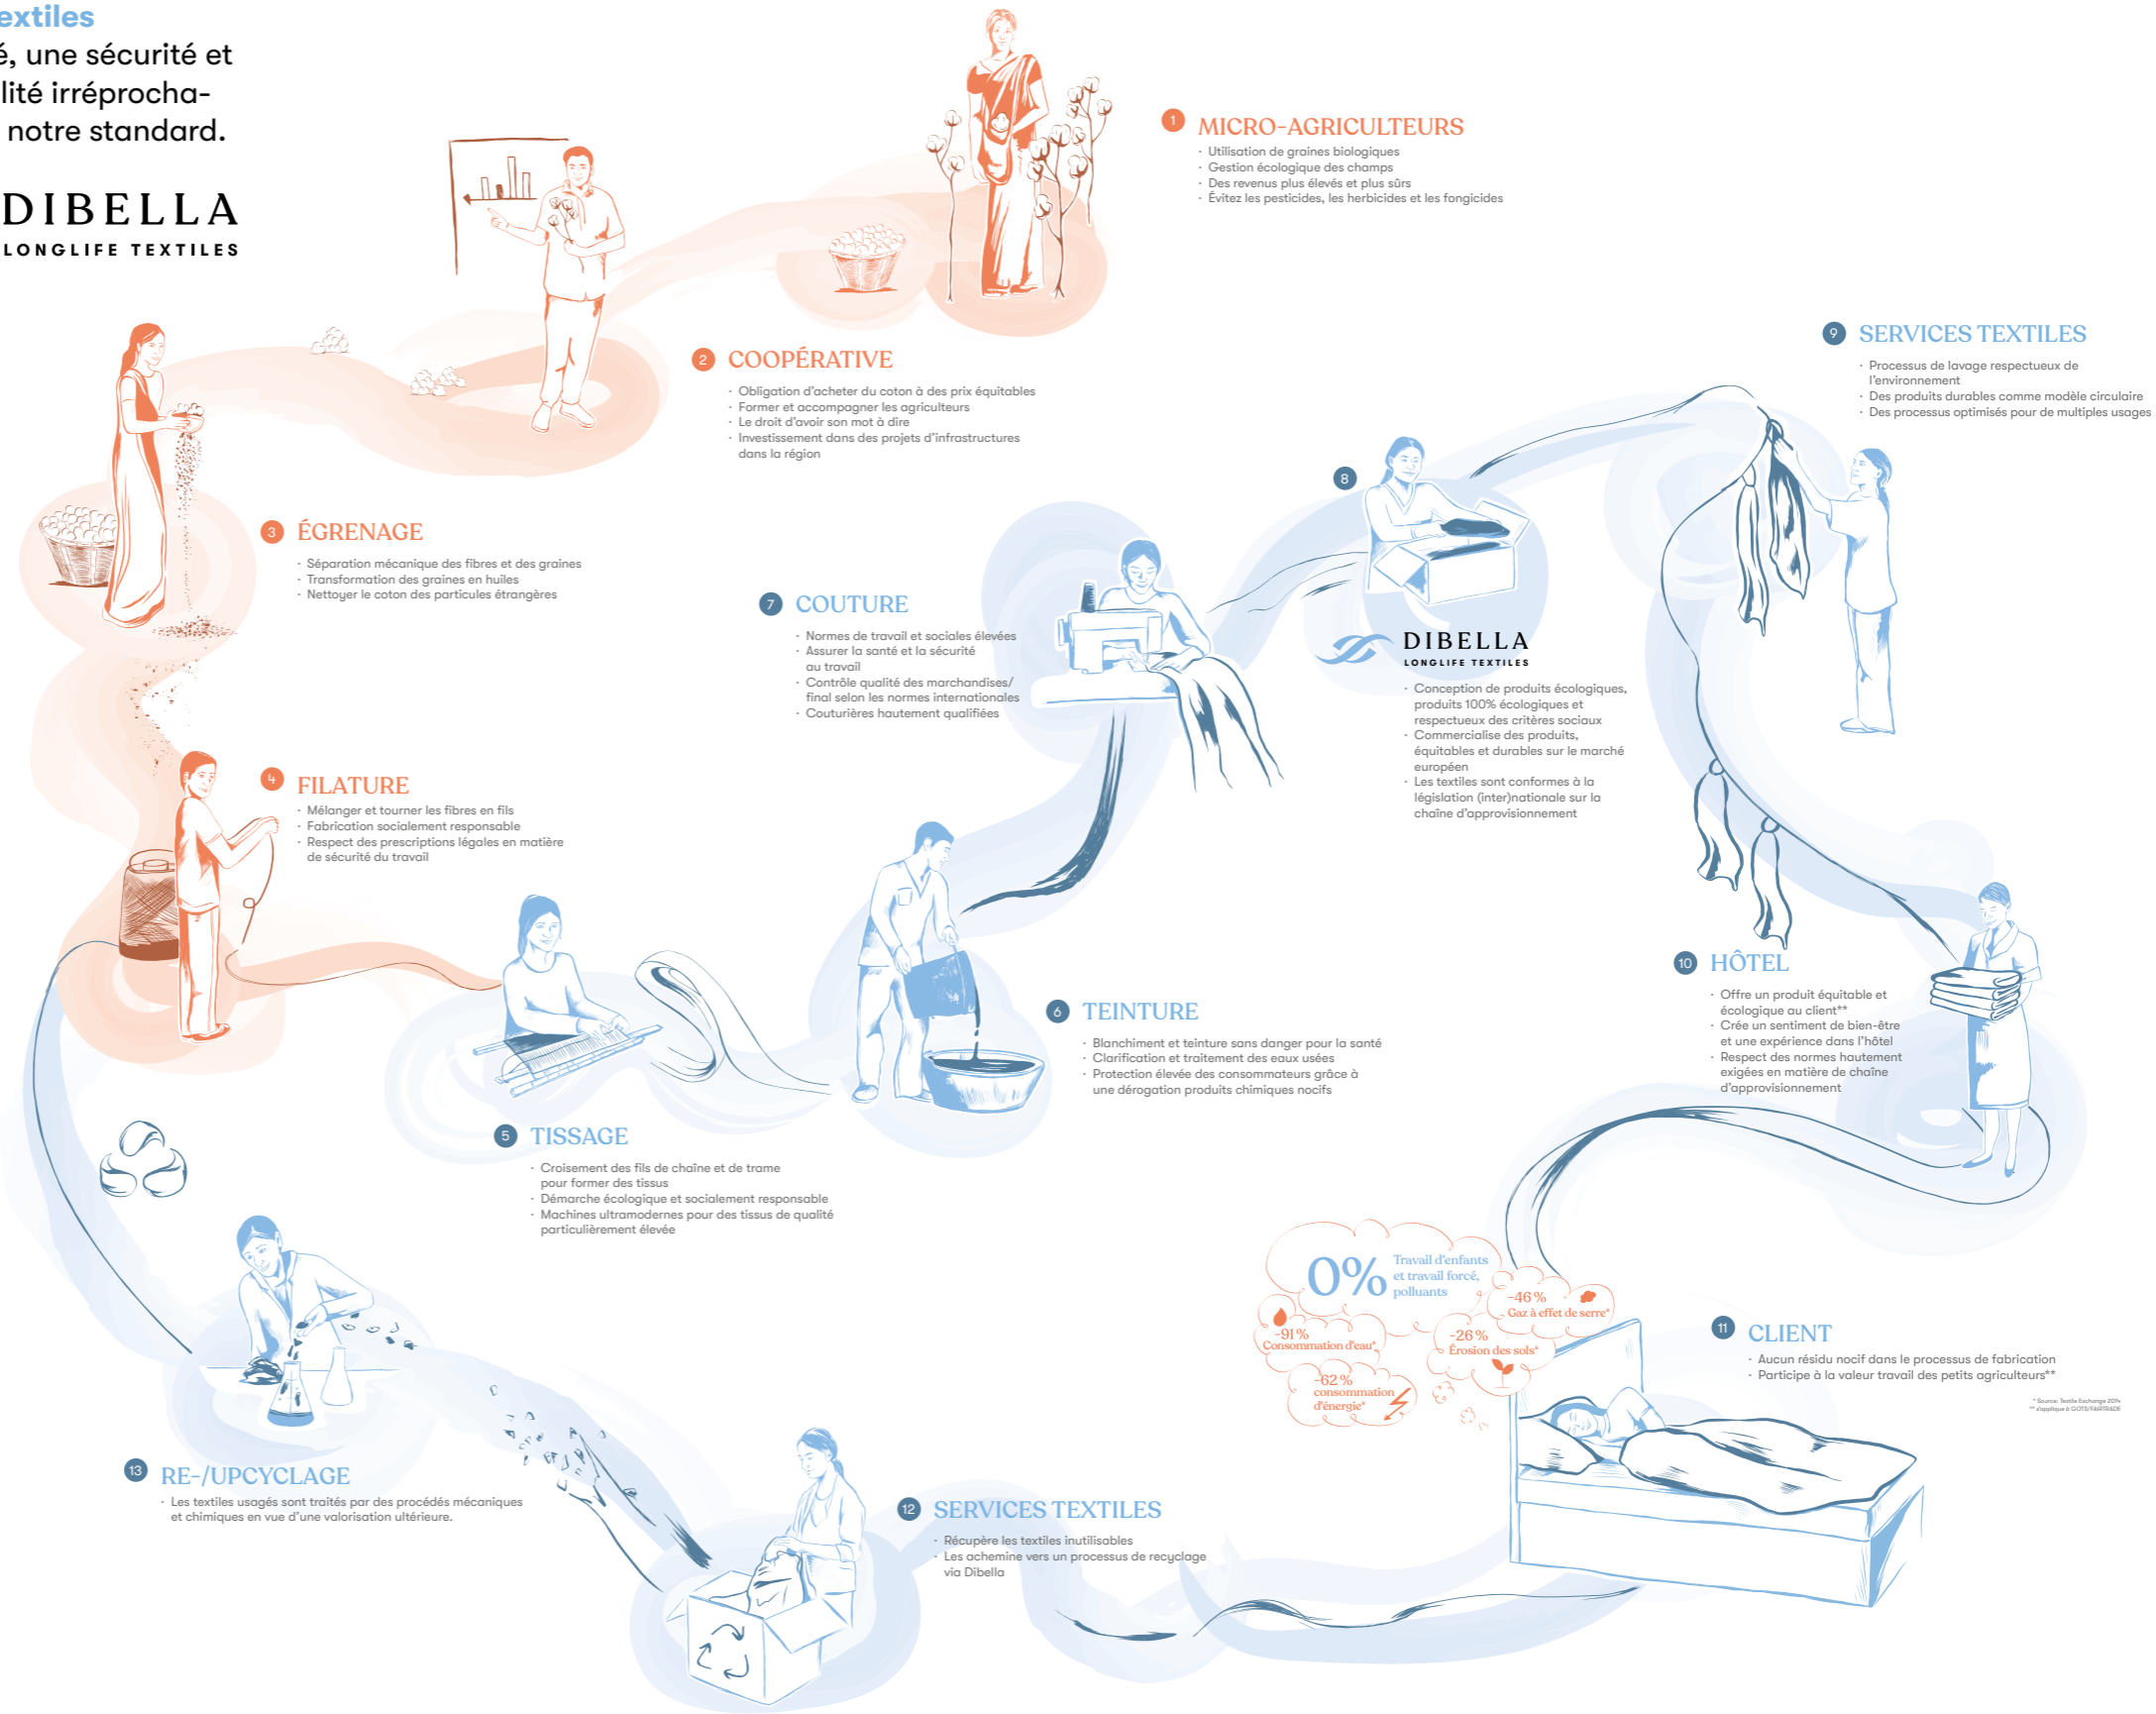 extiles
é, une sécurité et
lité irréprocha-
notre standard.
DIBELLA
LONGLIFE TEXTILES
1 MICRO-AGRICULTEURS
· Utilisation de graines biologiques
· Gestion écologique des champs
· Des revenus plus élevés et plus sûrs
· Évitez les pesticides, les herbicides et les fongicides
2 COOPÉRATIVE
· Obligation d'acheter du coton à des prix équitables
· Former et accompagner les agriculteurs
· Le droit d'avoir son mot à dire
· Investissement dans des projets d'infrastructures
dans la région
3 ÉGRENAGE
· Séparation mécanique des fibres et des graines
· Transformation des graines en huiles
· Nettoyer le coton des particules étrangères
4 FILATURE
· Mélanger et tourner les fibres en fils
· Fabrication socialement responsable
· Respect des prescriptions légales en matière
de sécurité du travail
5 TISSAGE
· Croisement des fils de chaîne et de trame
pour former des tissus
· Démarche écologique et socialement responsable
· Machines ultramodernes pour des tissus de qualité
particulièrement élevée
6 TEINTURE
· Blanchiment et teinture sans danger pour la santé
· Clarification et traitement des eaux usées
· Protection élevée des consommateurs grâce à
une dérogation produits chimiques nocifs
7 COUTURE
· Normes de travail et sociales élevées
· Assurer la santé et la sécurité
au travail
· Contrôle qualité des marchandises/
final selon les normes internationales
· Couturières hautement qualifiées
8
DIBELLA
LONGLIFE TEXTILES
· Conception de produits écologiques,
produits 100% écologiques et
respectueux des critères sociaux
· Commercialise des produits,
équitables et durables sur le marché
européen
· Les textiles sont conformes à la
législation (inter)nationale sur la
chaîne d'approvisionnement
9 SERVICES TEXTILES
· Processus de lavage respectueux de
l'environnement
· Des produits durables comme modèle circulaire
· Des processus optimisés pour de multiples usages
10 HÔTEL
· Offre un produit équitable et
écologique au client**
· Crée un sentiment de bien-être
et une expérience dans l'hôtel
· Respect des normes hautement
exigées en matière de chaîne
d'approvisionnement
0% Travail d'enfants
et travail forcé,
polluants
-46%
Gaz à effet de serre*
-91%
Consommation d'eau*
-26%
Érosion des sols*
-62%
consommation
d'énergie*
11 CLIENT
· Aucun résidu nocif dans le processus de fabrication
· Participe à la valeur travail des petits agriculteurs**
* Source: Textile Exchange 2014
** s'applique à GOTS/FAIRTRADE
12 SERVICES TEXTILES
· Récupère les textiles inutilisables
· Les achemine vers un processus de recyclage
via Dibella
13 RE-/UPCYCLAGE
· Les textiles usagés sont traités par des procédés mécaniques
et chimiques en vue d'une valorisation ultérieure.